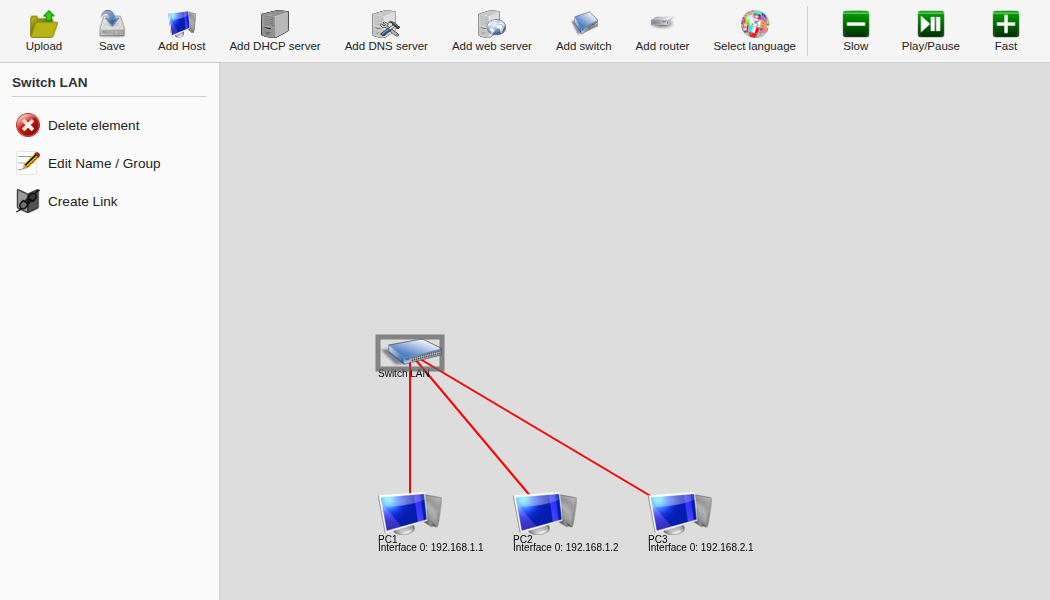 Upload
Save
Add Host
Add DHCP server
Add DNS server
Add web server
Add switch
Add router
Select language
Slow
Play/Pause
Fast
Switch LAN
Delete element
Edit Name / Group
Create Link
Switch LAN
PC1
Interface 0: 192.168.1.1
PC2
Interface 0: 192.168.1.2
PC3
Interface 0: 192.168.2.1